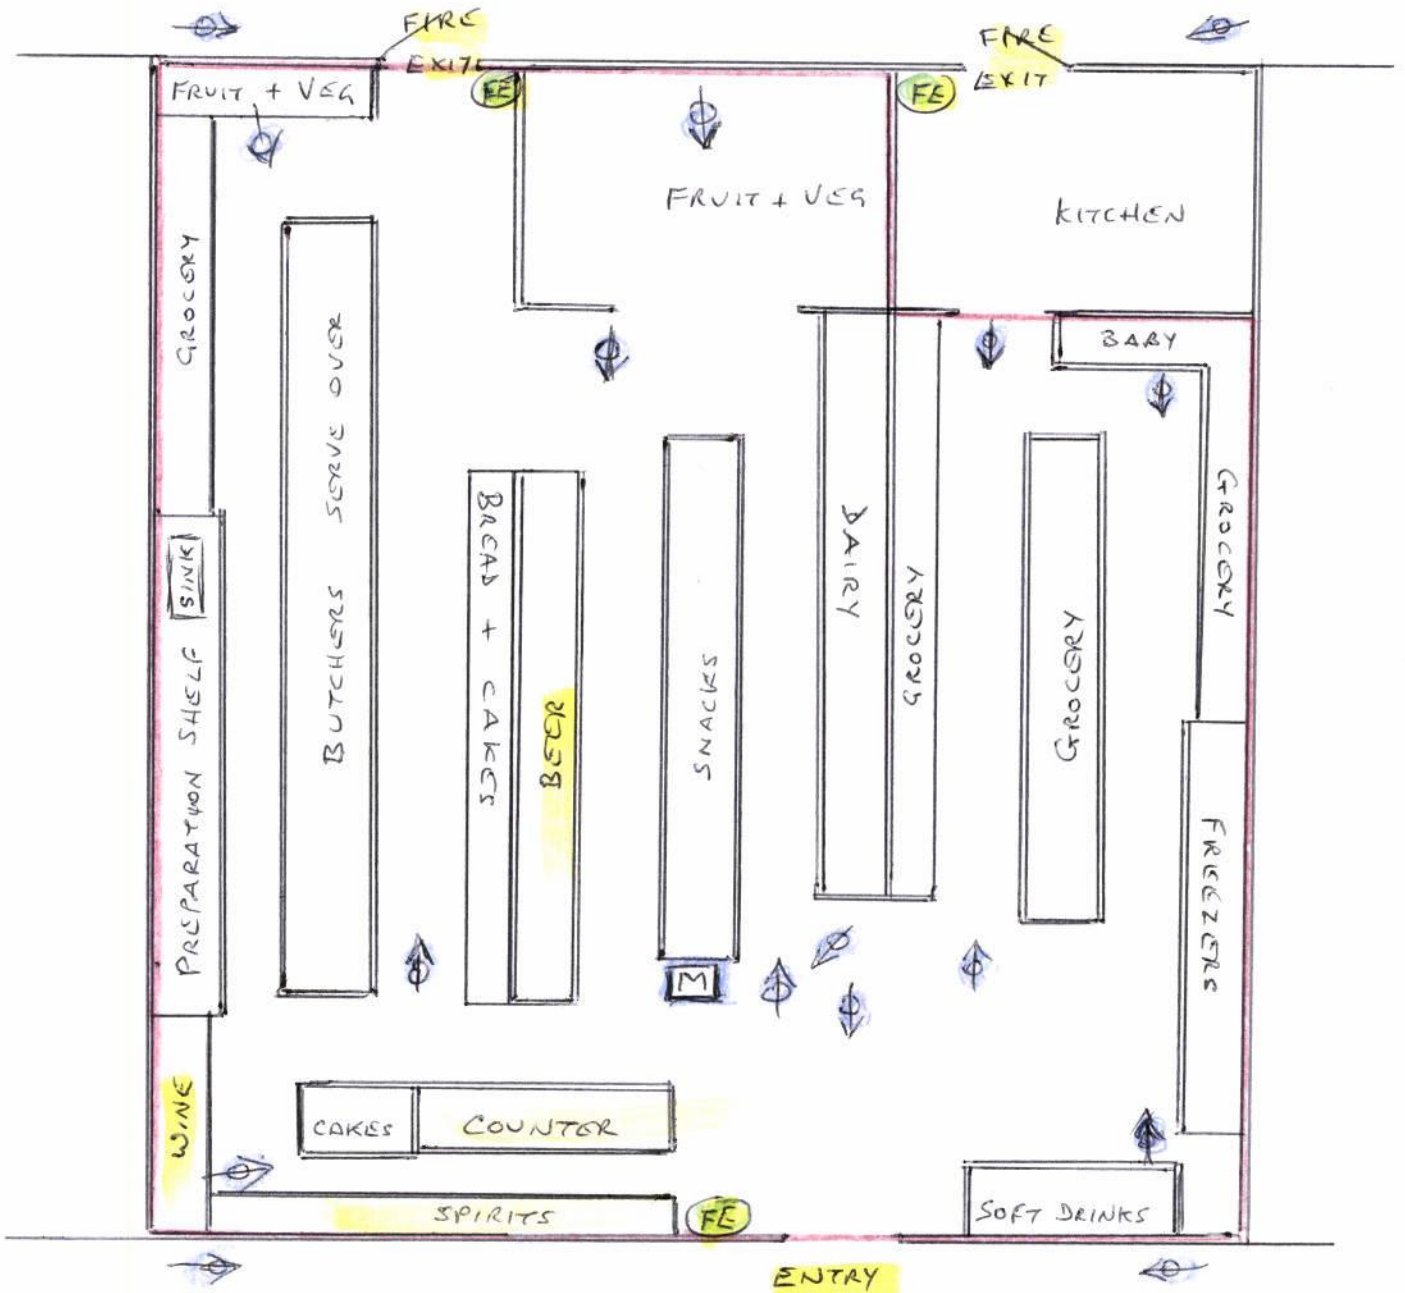 FIRE
EXIT
FIRE
EXIT
FRUIT + VEG
FE
FE
FRUIT + VEG
KITCHEN
GROCERY
BUTCHERS SERVE OVER
BABY
GROCERY
BREAD + CAKES
BEER
SNACKS
DAIRY
GROCERY
GROCERY
SINK
PREPARATION SHELF
FREEZERS
M
WINE
CAKES
COUNTER
SPIRITS
FE
SOFT DRINKS
ENTRY